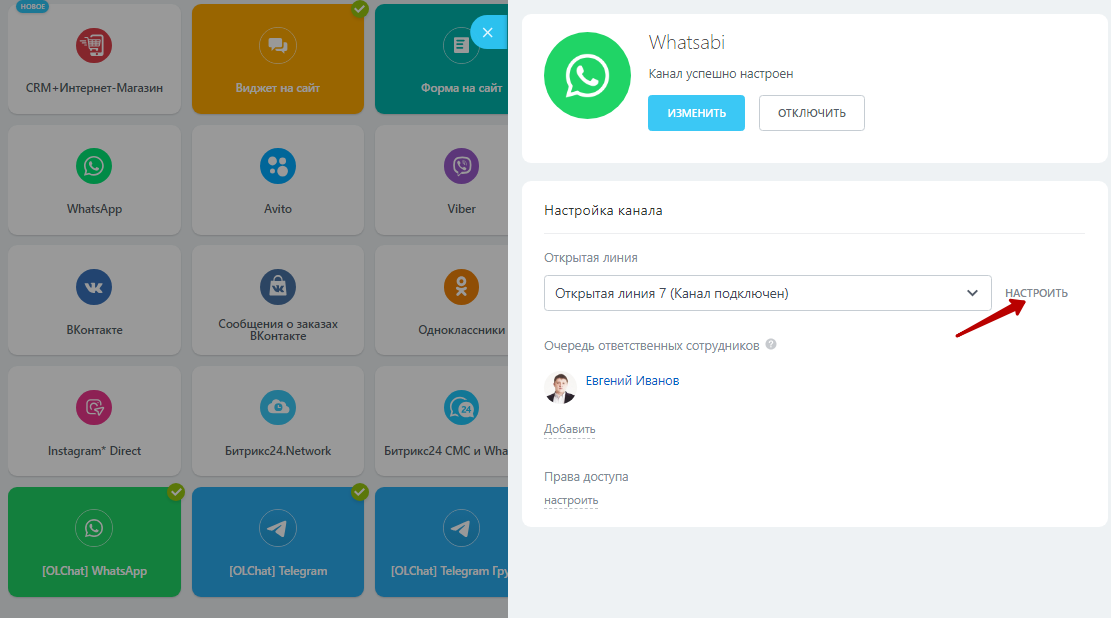 НОВОЕ
CRM+Интернет-Магазин
Виджет на сайт
Форма на сайт
WhatsApp
Avito
Viber
ВКонтакте
Сообщения о заказах
ВКонтакте
Одноклассники
Instagram* Direct
Битрикс24.Network
24
Битрикс24 СМС и Wha
[OLChat] WhatsApp
[OLChat] Telegram
[OLChat] Telegram Гру
Whatsabi
Канал успешно настроен
ИЗМЕНИТЬ
ОТКЛЮЧИТЬ
Настройка канала
Открытая линия
Открытая линия 7 (Канал подключен)
НАСТРОИТЬ
Очередь ответственных сотрудников ?
Евгений Иванов
Добавить
Права доступа
настроить